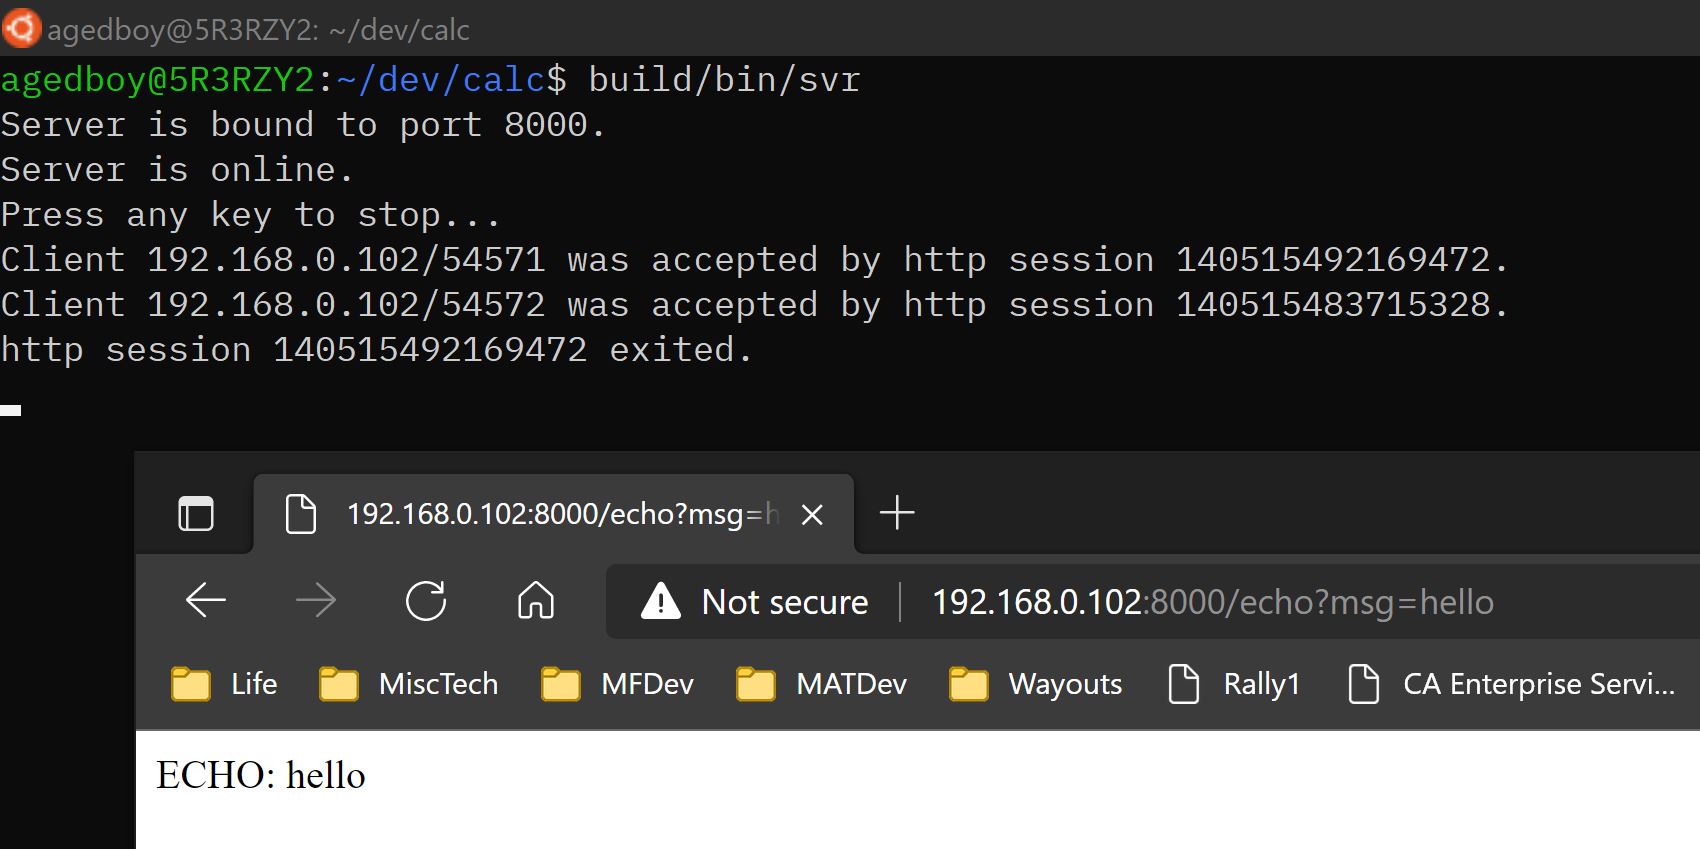 agedboy@5R3RZY2: ~/dev/calc
agedboy@5R3RZY2:~/dev/calc$ build/bin/svr
Server is bound to port 8000.
Server is online.
Press any key to stop...
Client 192.168.0.102/54571 was accepted by http session 140515492169472.
Client 192.168.0.102/54572 was accepted by http session 140515483715328.
http session 140515492169472 exited.
192.168.0.102:8000/echo?msg=h
Not secure 192.168.0.102:8000/echo?msg=hello
Life MiscTech MFDev MATDev Wayouts Rally1 CA Enterprise Servi...
ECHO: hello